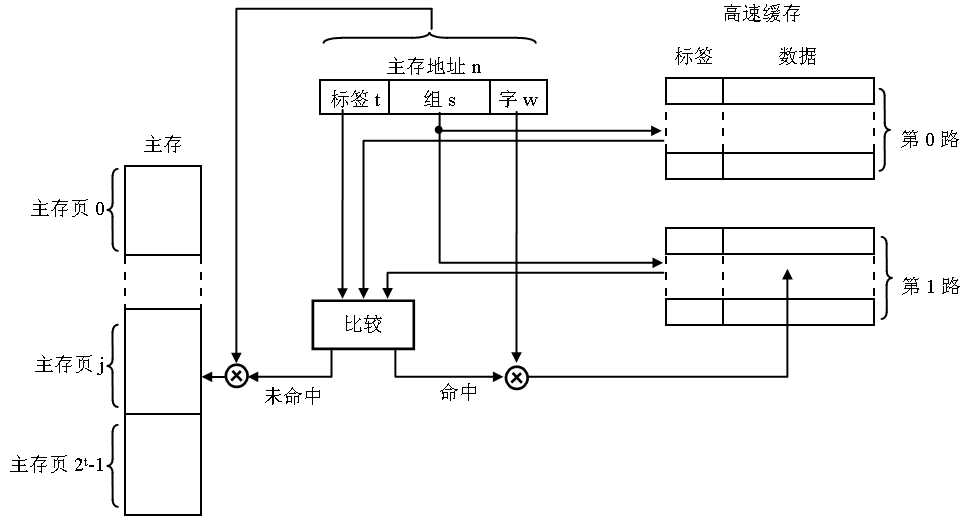 高速缓存
标签 数据
主存地址 n
标签 t 组 s 字 w
第 0 路
主存
主存页 0
第 1 路
比较
主存页 j
未命中 命中
主存页 2ᵗ-1